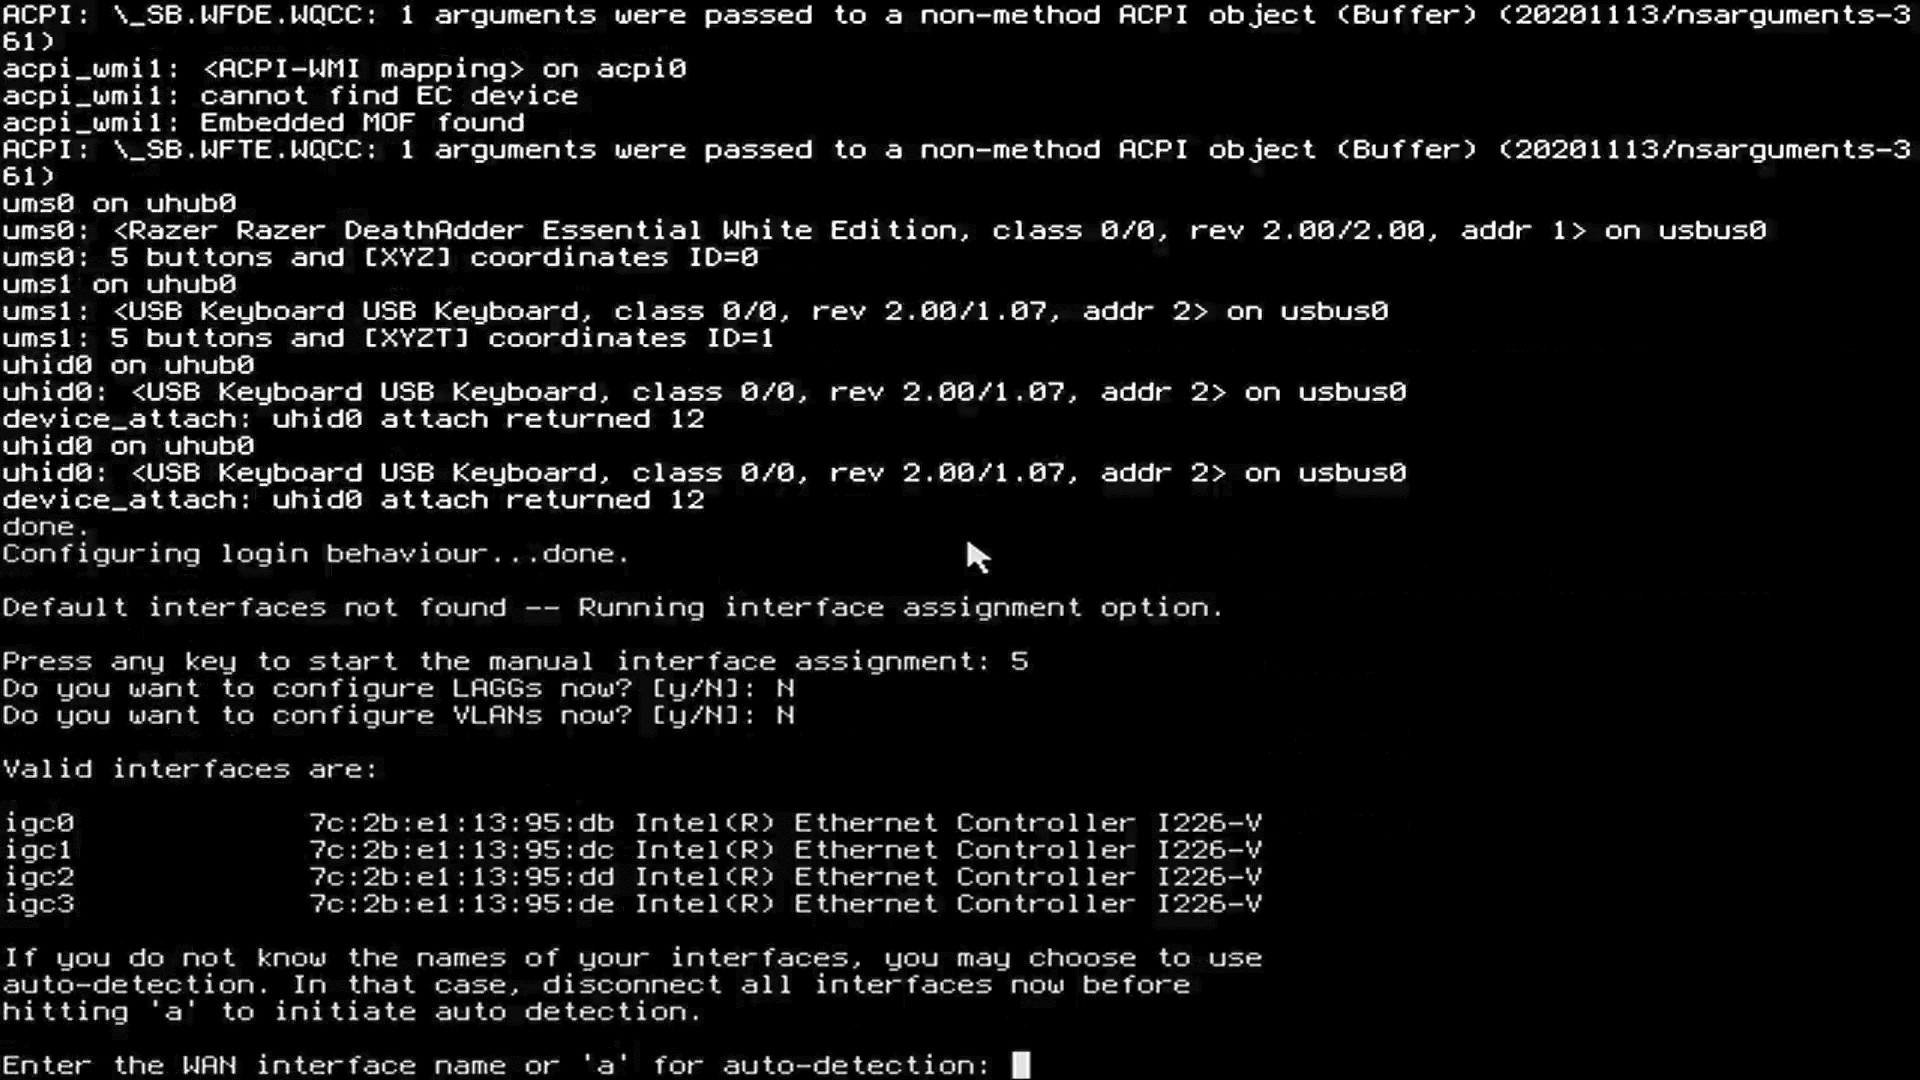 ACPI: \_SB.WFDE.WQCC: 1 arguments were passed to a non-method ACPI object (Buffer) (20201113/nsarguments-3
61)
acpi_wmi1: <ACPI-WMI mapping> on acpi0
acpi_wmi1: cannot find EC device
acpi_wmi1: Embedded MOF found
ACPI: \_SB.WFTE.WQCC: 1 arguments were passed to a non-method ACPI object (Buffer) (20201113/nsarguments-3
61)
ums0 on uhub0
ums0: <Razer Razer DeathAdder Essential White Edition, class 0/0, rev 2.00/2.00, addr 1> on usbus0
ums0: 5 buttons and [XYZ] coordinates ID=0
ums1 on uhub0
ums1: <USB Keyboard USB Keyboard, class 0/0, rev 2.00/1.07, addr 2> on usbus0
ums1: 5 buttons and [XYZT] coordinates ID=1
uhid0 on uhub0
uhid0: <USB Keyboard USB Keyboard, class 0/0, rev 2.00/1.07, addr 2> on usbus0
device_attach: uhid0 attach returned 12
uhid0 on uhub0
uhid0: <USB Keyboard USB Keyboard, class 0/0, rev 2.00/1.07, addr 2> on usbus0
device_attach: uhid0 attach returned 12
done.
Configuring login behaviour...done.
Default interfaces not found -- Running interface assignment option.
Press any key to start the manual interface assignment: 5
Do you want to configure LAGGs now? [y/N]: N
Do you want to configure VLANs now? [y/N]: N
Valid interfaces are:
igc0 7c:2b:e1:13:95:db Intel(R) Ethernet Controller I226-V
igc1 7c:2b:e1:13:95:dc Intel(R) Ethernet Controller I226-V
igc2 7c:2b:e1:13:95:dd Intel(R) Ethernet Controller I226-V
igc3 7c:2b:e1:13:95:de Intel(R) Ethernet Controller I226-V
If you do not know the names of your interfaces, you may choose to use
auto-detection. In that case, disconnect all interfaces now before
hitting 'a' to initiate auto detection.
Enter the WAN interface name or 'a' for auto-detection: